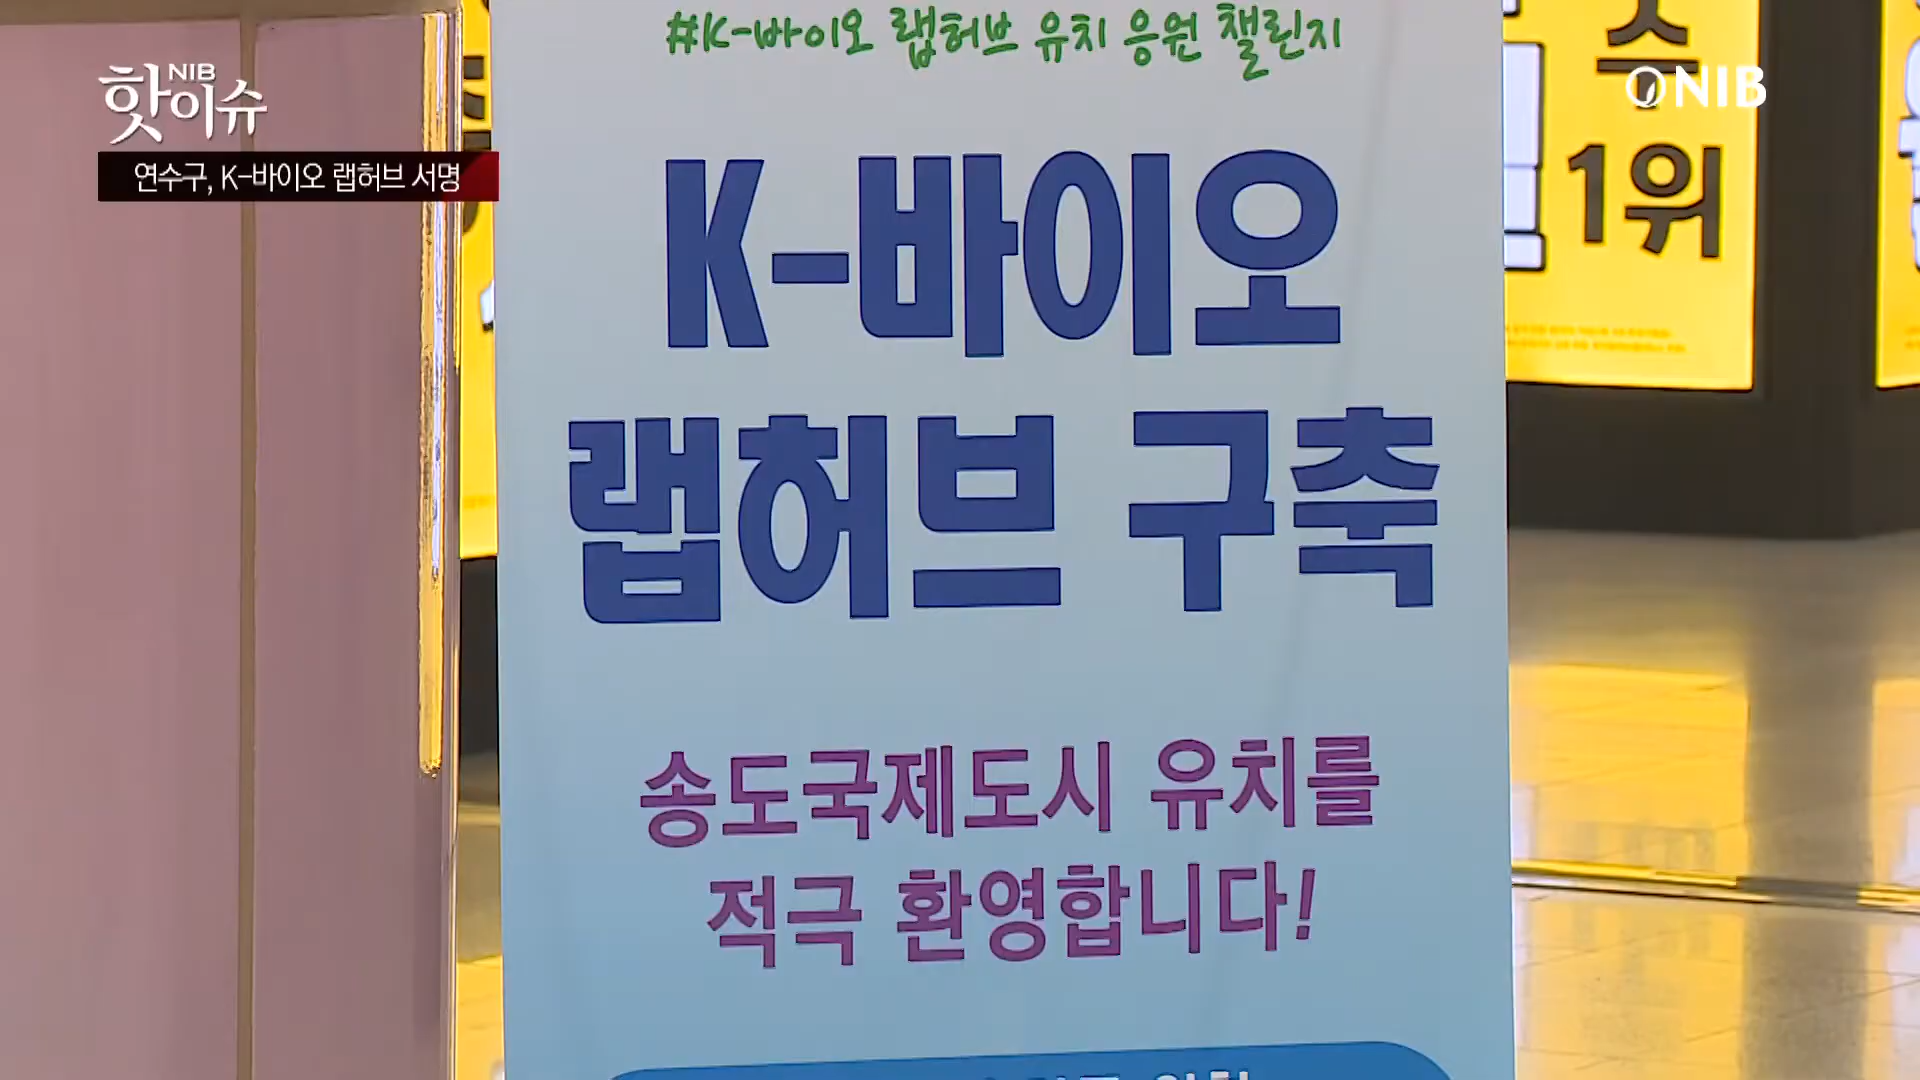 #K-바이오 랩허브 유치 응원 챌린지
NIB
핫이슈
NIB
연수구, K-바이오 랩허브 서명
K-바이오
랩허브 구축
송도국제도시 유치를
적극 환영합니다!
수
1위